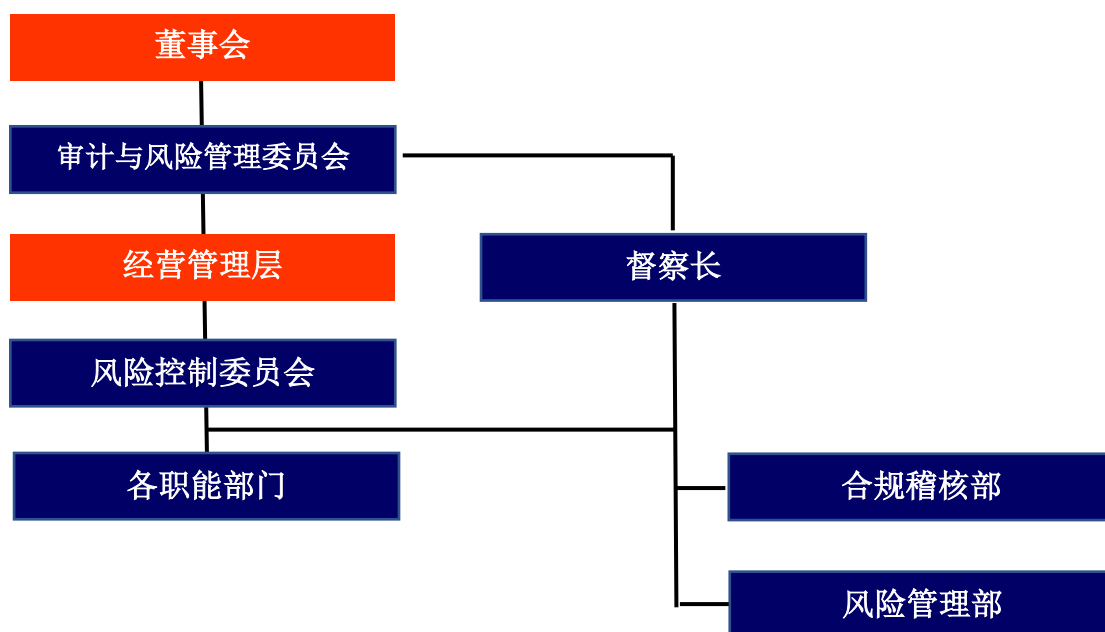 董事会
审计与风险管理委员会
经营管理层
督察长
风险控制委员会
各职能部门
合规稽核部
风险管理部